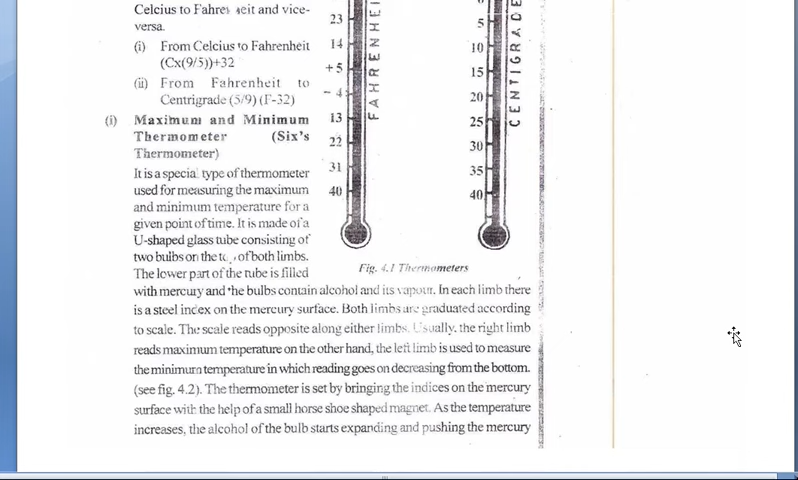 Celcius to Fahre eit and vice-
versa.
(i) From Celcius to Fahrenheit
(Cx(9/5))+32
(ii) From Fahrenheit to
Centrigrade (5/9) (F-32)
(i) Maximum and Minimum
Thermometer (Six's
Thermometer)
It is a special type of thermometer
used for measuring the maximum
and minimum temperature for a
given point of time. It is made of a
U-shaped glass tube consisting of
two bulbs on the of both limbs.
The lower part of the tube is filled
23
14
+5
- 4
13
22
31
40
FAHRENHEI
5
10
15
20
25
30
35
40
CENTIGRADE
Fig. 4.1 Thermometers
with mercury and the bulbs contain alcohol and its vapour. In each limb there
is a steel index on the mercury surface. Both limbs are graduated according
to scale. The scale reads opposite along either limbs. Usually, the right limb
reads maximum temperature on the other hand, the left limb is used to measure
the minimum temperature in which reading goes on decreasing from the bottom.
(see fig. 4.2). The thermometer is set by bringing the indices on the mercury
surface with the help of a small horse shoe shaped magnet. As the temperature
increases, the alcohol of the bulb starts expanding and pushing the mercury